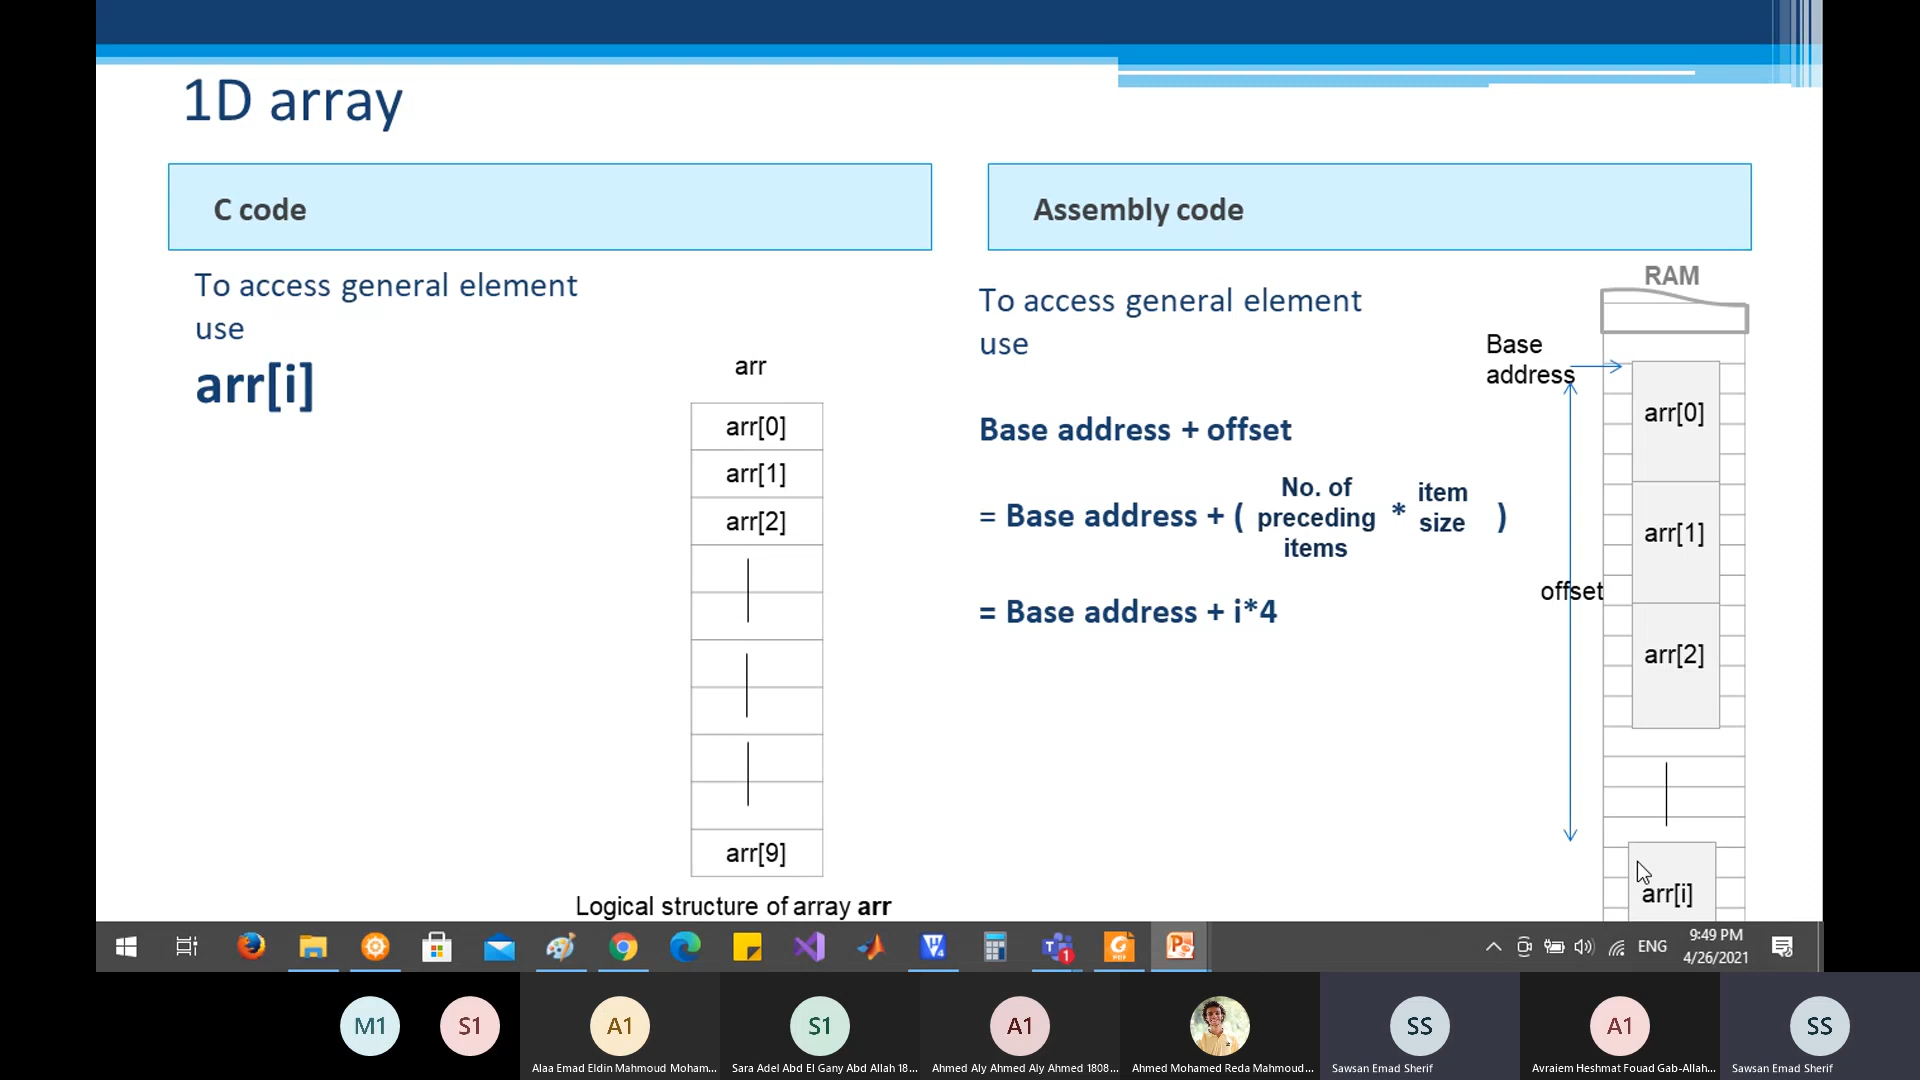 1D array
C code
Assembly code
To access general element
use
arr[i]
arr
arr[0]
arr[1]
arr[2]
arr[9]
Logical structure of array arr
To access general element
use
Base address + offset
= Base address + ( No. of preceding items * item size )
= Base address + i*4
RAM
Base
address
offset
arr[0]
arr[1]
arr[2]
arr[i]
1
ENG
9:49 PM
4/26/2021
M1
S1
A1
S1
A1
SS
A1
SS
Alaa Emad Eldin Mahmoud Moham...
Sara Adel Abd El Gany Abd Allah 18...
Ahmed Aly Ahmed Aly Ahmed 1808...
Ahmed Mohamed Reda Mahmoud...
Sawsan Emad Sherif
Avraiem Heshmat Fouad Gab-Allah...
Sawsan Emad Sherif